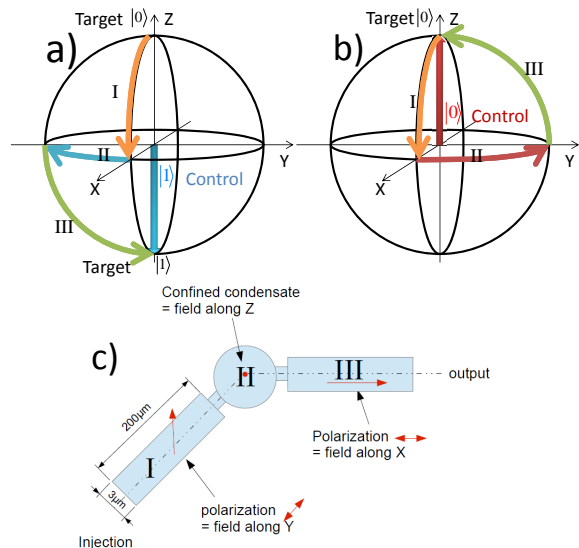 a)
Target |0⟩ Z
I
II
Y
X
|1⟩ Control
III
Target
|1⟩
b)
Target |0⟩ Z
III
I
|0⟩ Control
II
Y
X
c)
Confined condensate
= field along Z
II
III
output
200µm
I
3µm
Polarization
= field along X
polarization
= field along Y
Injection